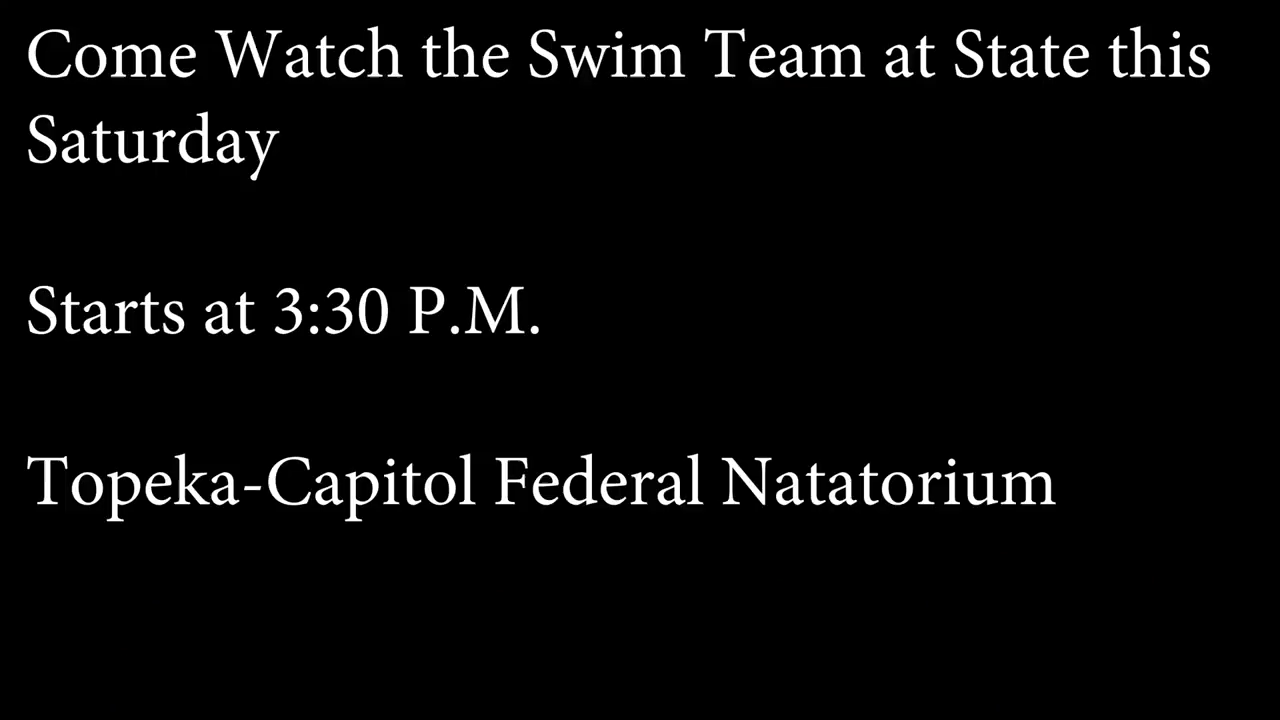 Come Watch the Swim Team at State this
Saturday
Starts at 3:30 P.M.
Topeka-Capitol Federal Natatorium